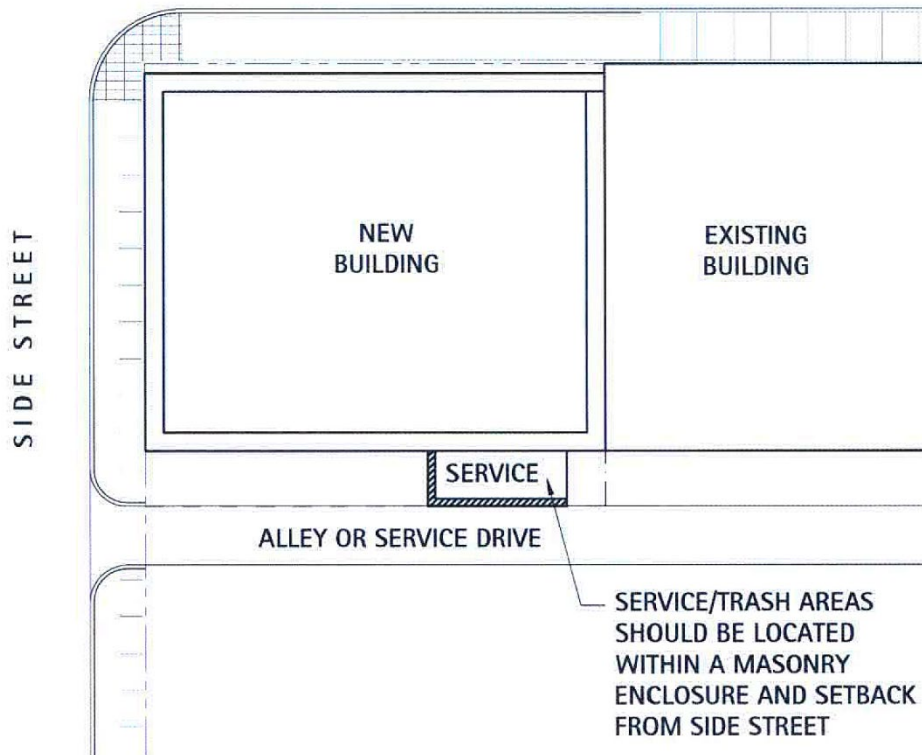 NEW
BUILDING
EXISTING
BUILDING
SIDE STREET
SERVICE
ALLEY OR SERVICE DRIVE
SERVICE/TRASH AREAS
SHOULD BE LOCATED
WITHIN A MASONRY
ENCLOSURE AND SETBACK
FROM SIDE STREET